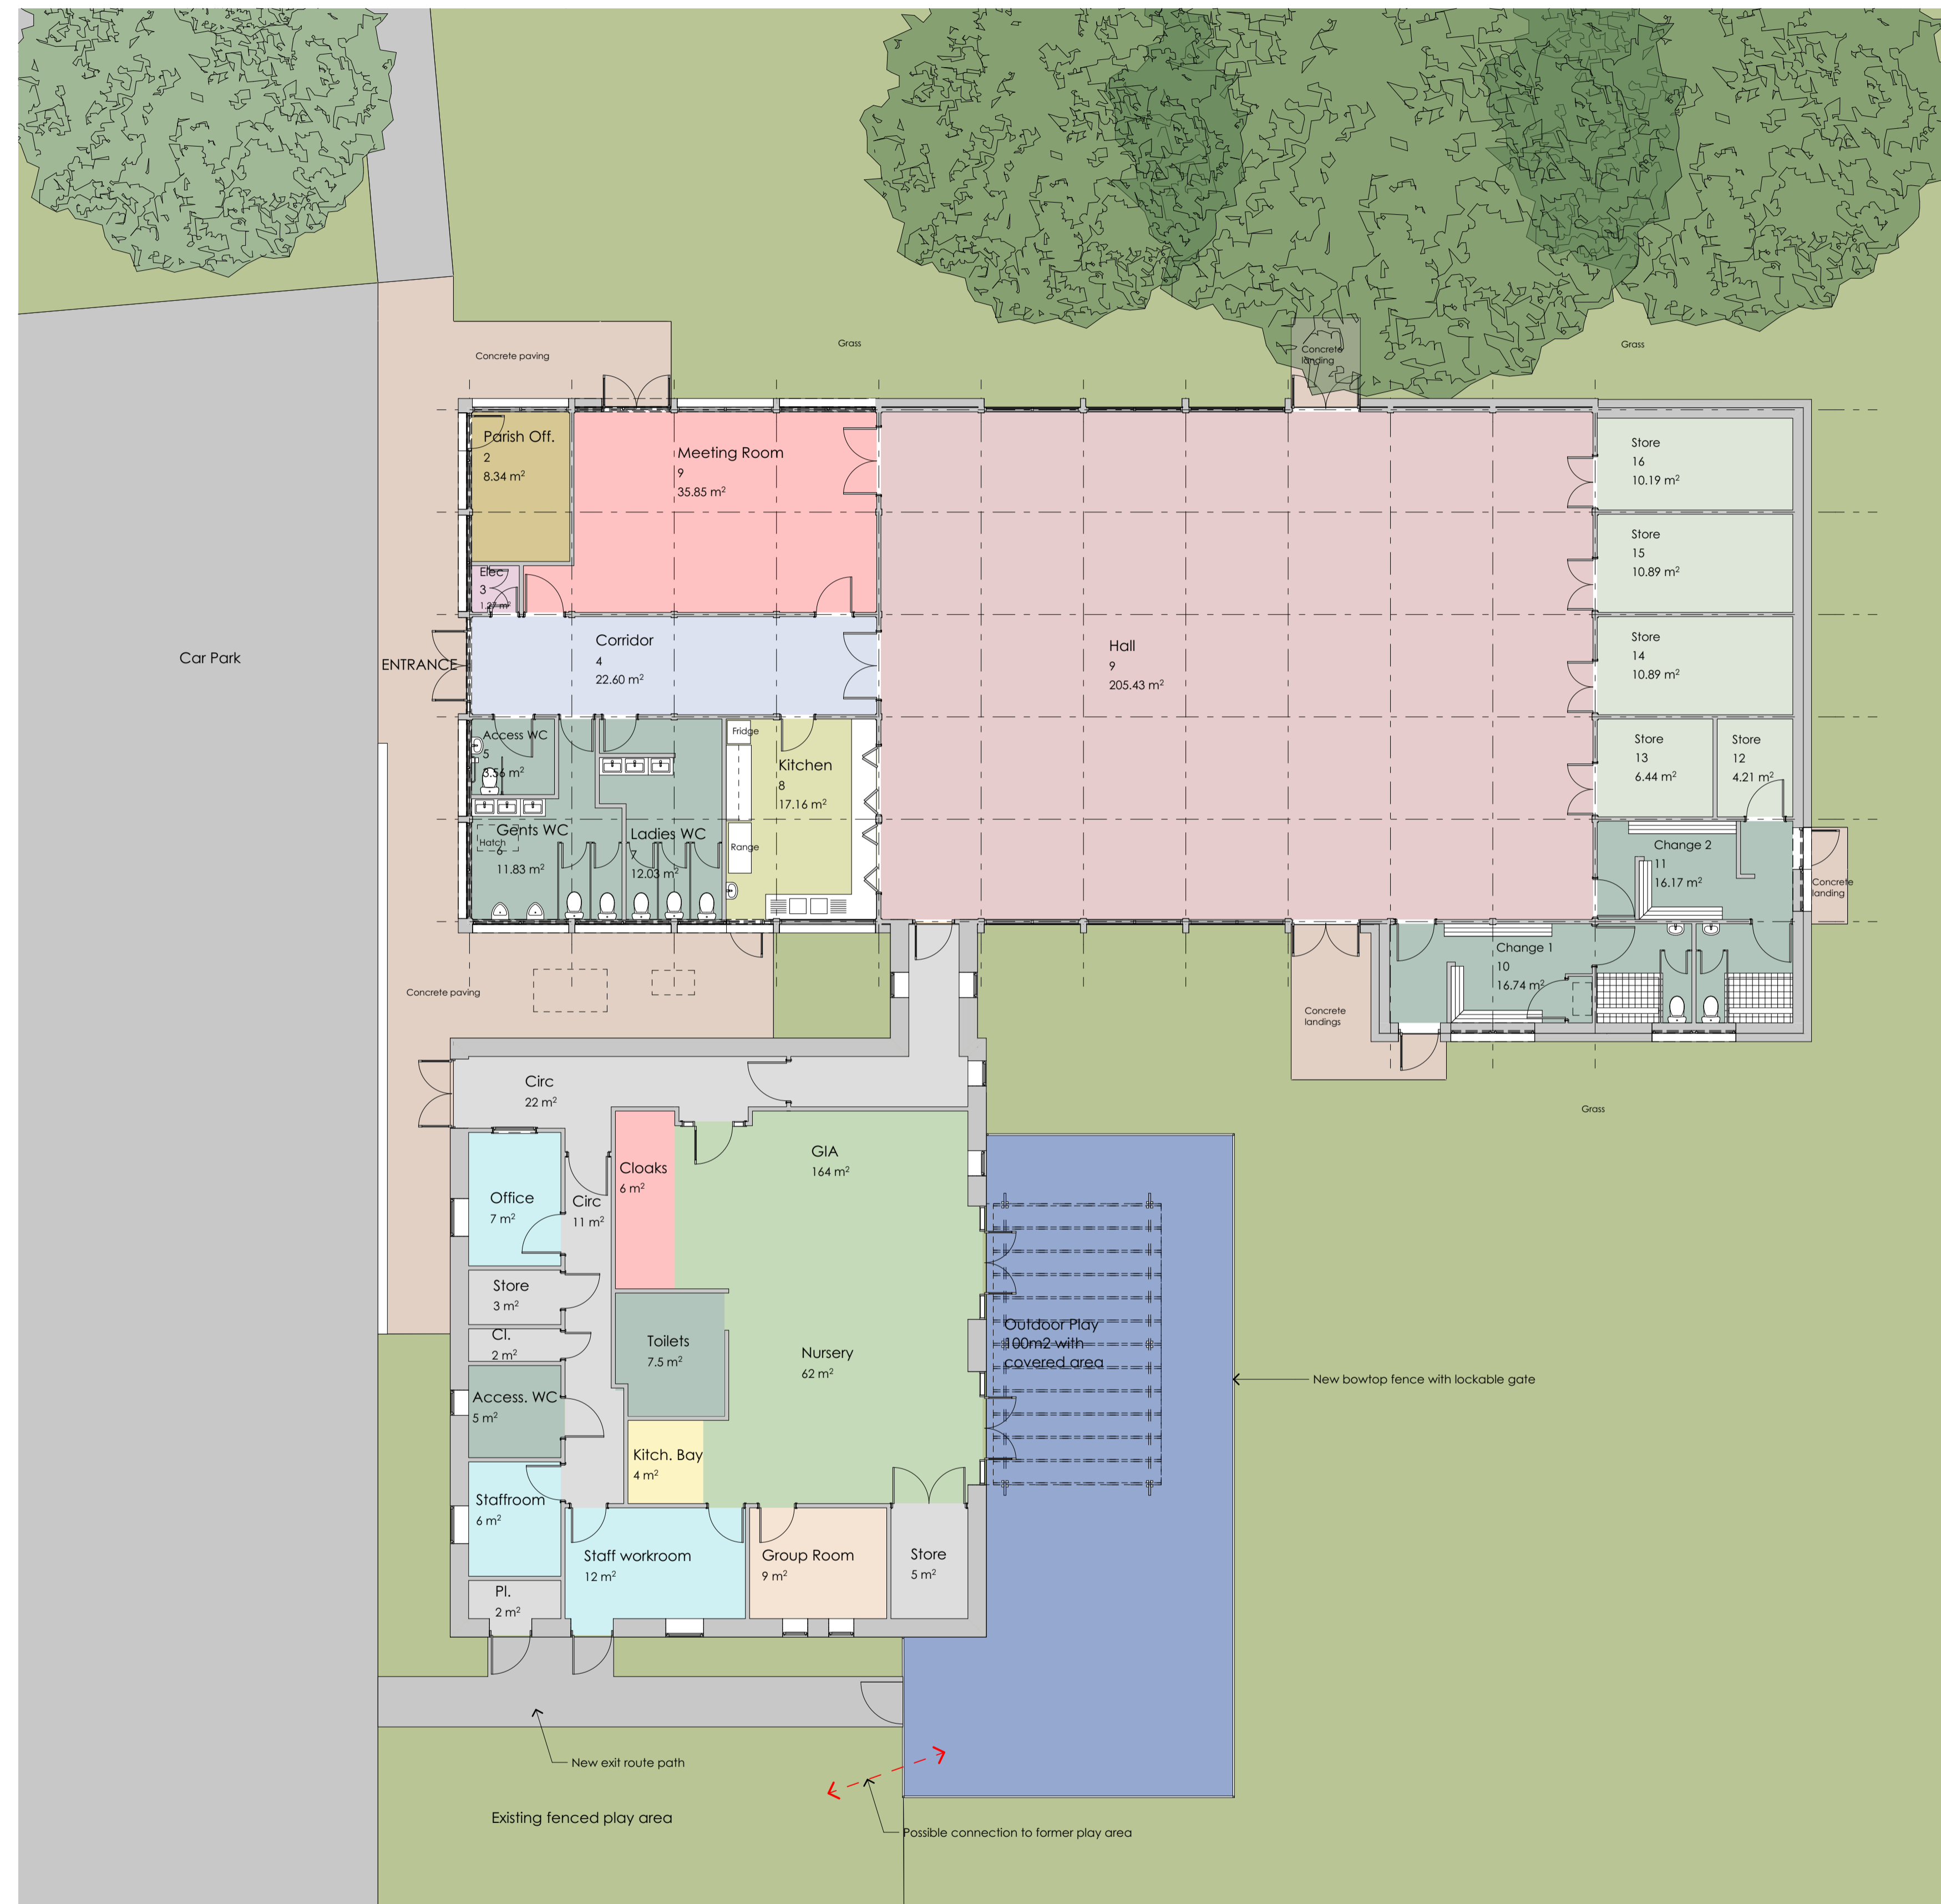 Concrete paving
Grass
Concrete
landing
Grass
Parish Off.
2
8.34 m²
Meeting Room
9
35.85 m²
Store
16
10.19 m²
Store
15
10.89 m²
Elec
3
1.27 m²
Car Park
ENTRANCE
Corridor
4
22.60 m²
Hall
9
205.43 m²
Store
14
10.89 m²
Access WC
5
3.56 m²
Fridge
Kitchen
8
17.16 m²
Store
13
6.44 m²
Store
12
4.21 m²
Gents WC
Hatch
6
11.83 m²
Ladies WC
7
12.03 m²
Range
Change 2
11
16.17 m²
Concrete
landing
Change 1
10
16.74 m²
Concrete paving
Concrete
landings
Circ
22 m²
Grass
GIA
164 m²
Cloaks
6 m²
Office
7 m²
Circ
11 m²
Store
3 m²
Cl.
2 m²
Toilets
7.5 m²
Nursery
62 m²
Outdoor Play
100m2 with
covered area
New bowtop fence with lockable gate
Access. WC
5 m²
Kitch. Bay
4 m²
Staffroom
6 m²
Staff workroom
12 m²
Group Room
9 m²
Store
5 m²
Pl.
2 m²
New exit route path
Existing fenced play area
Possible connection to former play area